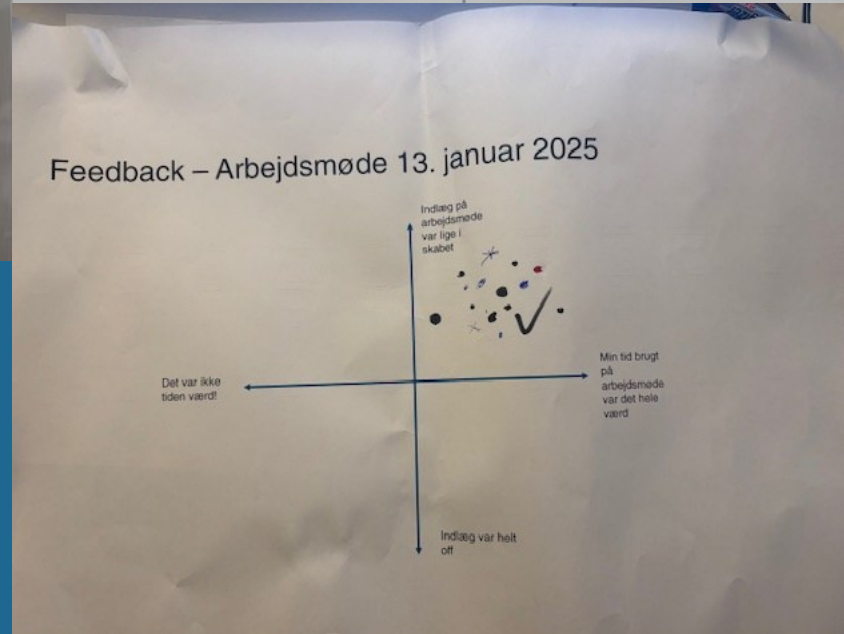 Feedback – Arbejdsmøde 13. januar 2025
Indlæg på
arbejdsmøde
var lige i
skabet
Det var ikke
tiden værd!
Min tid brugt
på
arbejdsmøde
var det hele
værd
Indlæg var helt
off